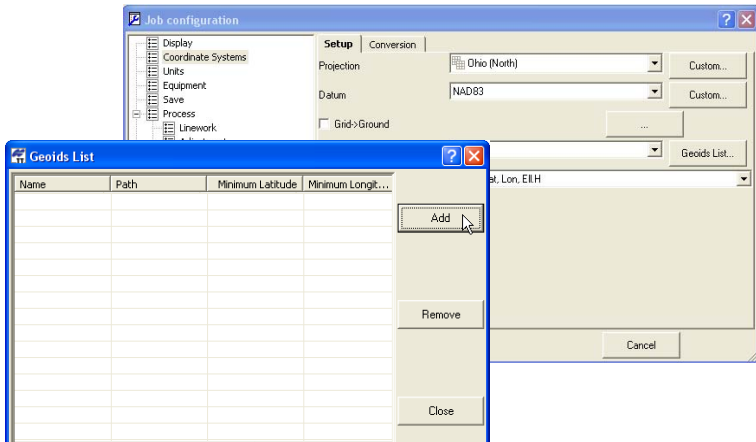 Job configuration
Display
Coordinate Systems
Units
Equipment
Save
Process
Linework
Setup
Conversion
Projection
Ohio (North)
Custom...
Datum
NAD83
Custom...
Grid->Ground
...
Geoids List...
Lon, Ell.H
Cancel
Geoids List
Name
Path
Minimum Latitude
Minimum Longit...
Add
Remove
Close